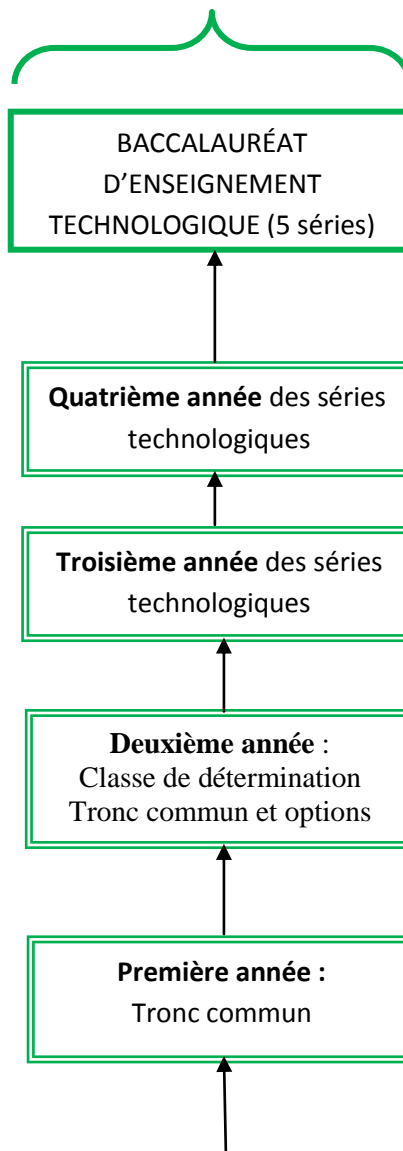 BACCALAURÉAT
D’ENSEIGNEMENT
TECHNOLOGIQUE (5 séries)
Quatrième année des séries
technologiques
Troisième année des séries
technologiques
Deuxième année :
Classe de détermination
Tronc commun et options
Première année :
Tronc commun